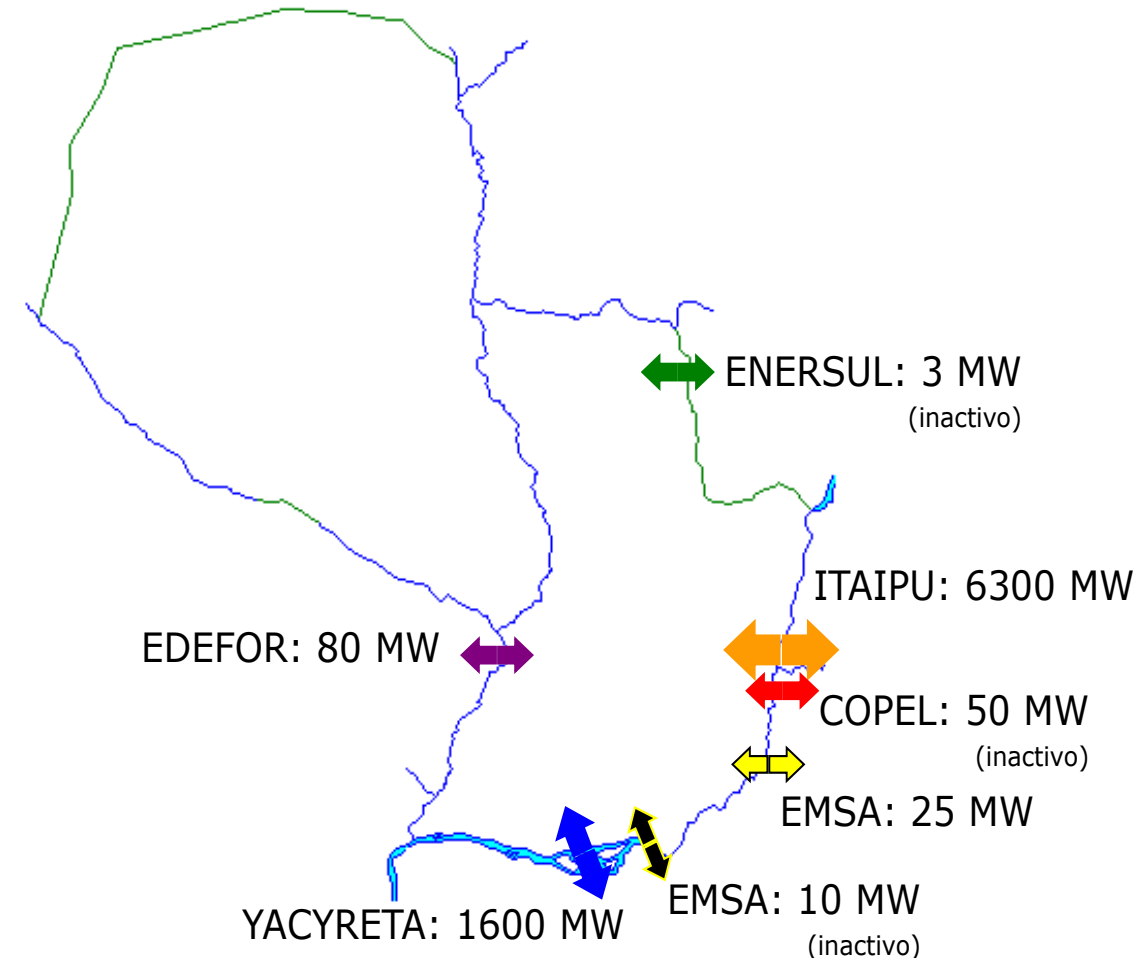 ENERSUL: 3 MW
(inactivo)
ITAIPU: 6300 MW
EDEFOR: 80 MW
COPEL: 50 MW
(inactivo)
EMSA: 25 MW
EMSA: 10 MW
(inactivo)
YACYRETA: 1600 MW